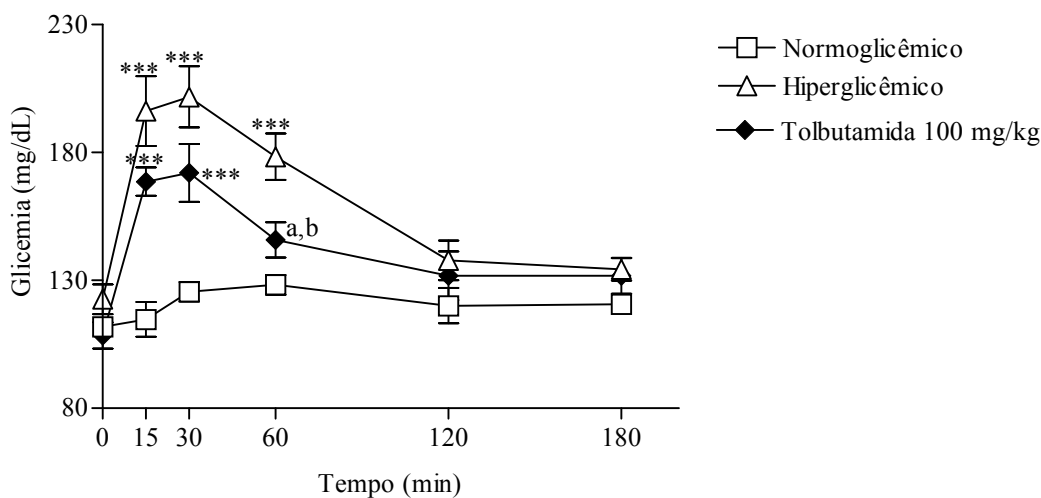 230
180
130
80
Glicemia (mg/dL)
***
***
***
***
***
a,b
0 15 30 60 120 180
Tempo (min)
Normoglicêmico
Hiperglicêmico
Tolbutamida 100 mg/kg